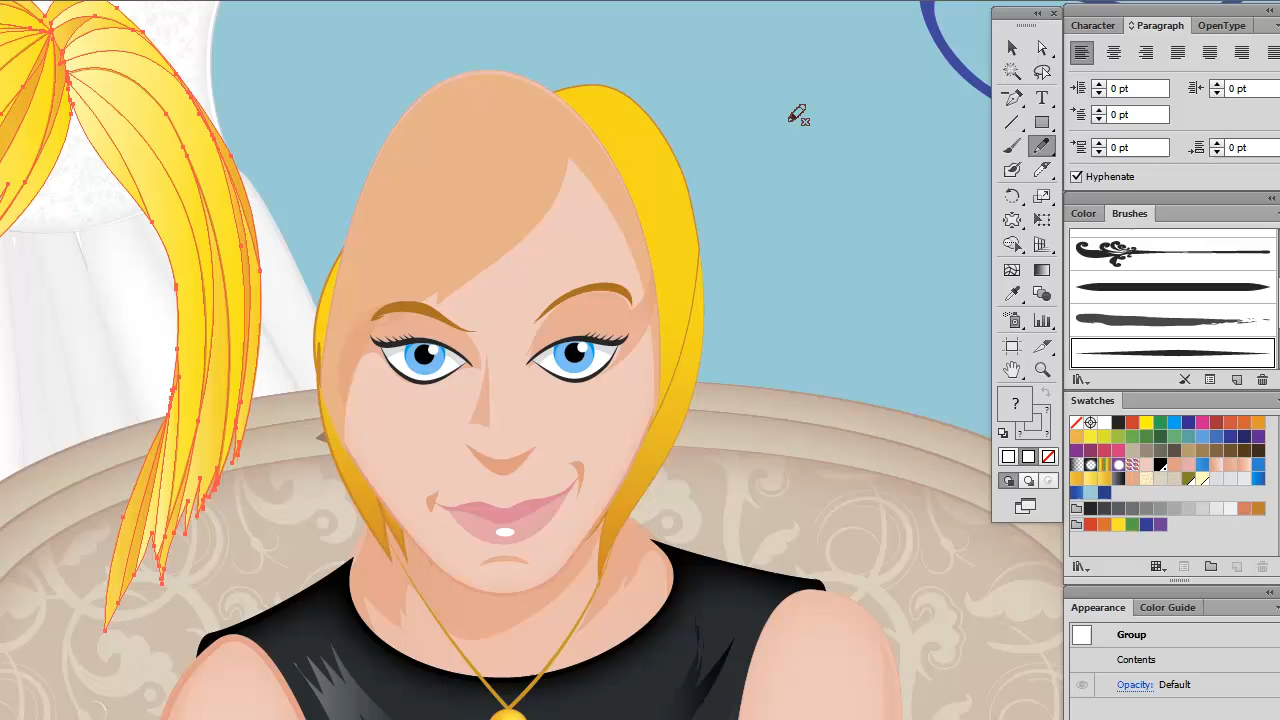 Character
Paragraph
OpenType
0 pt
0 pt
0 pt
0 pt
0 pt
Hyphenate
Color
Brushes
Swatches
Appearance
Color Guide
Group
Contents
Opacity: Default
T
?
?
?